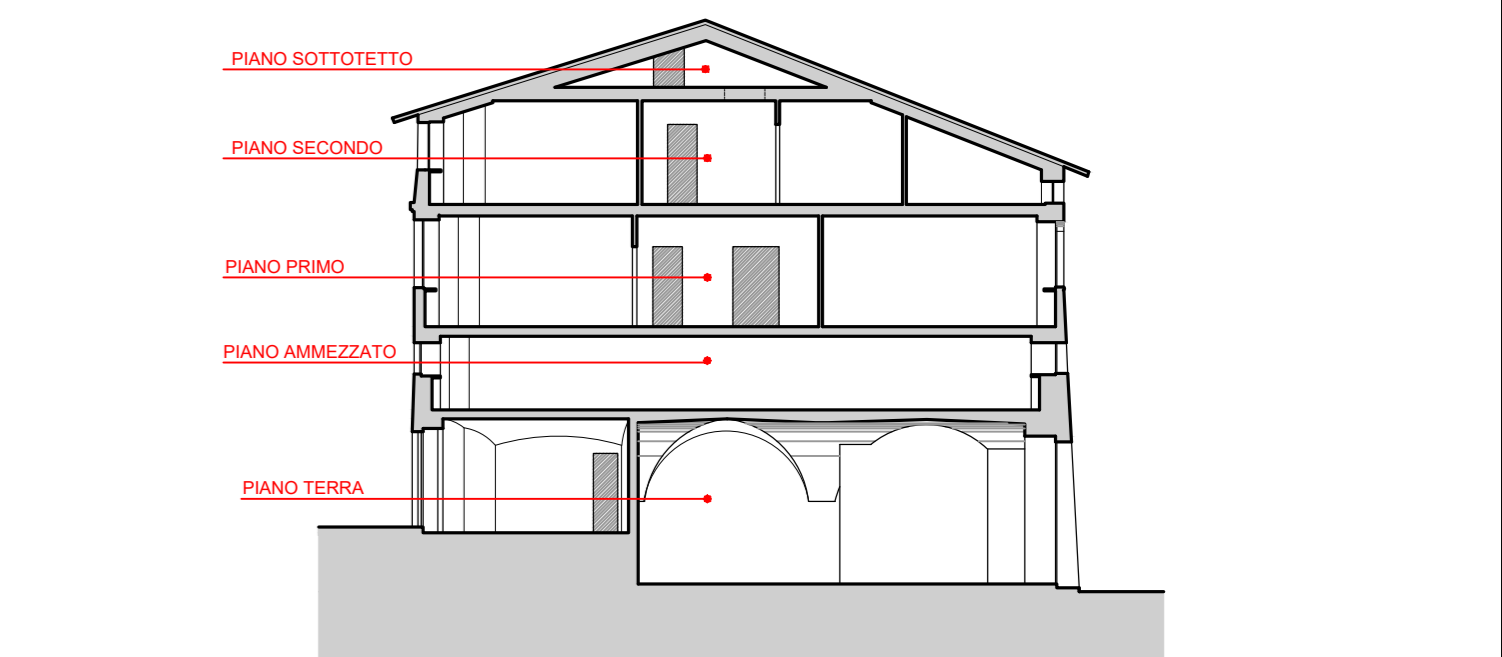 PIANO SOTTOTETTO
PIANO SECONDO
PIANO PRIMO
PIANO AMMEZZATO
PIANO TERRA